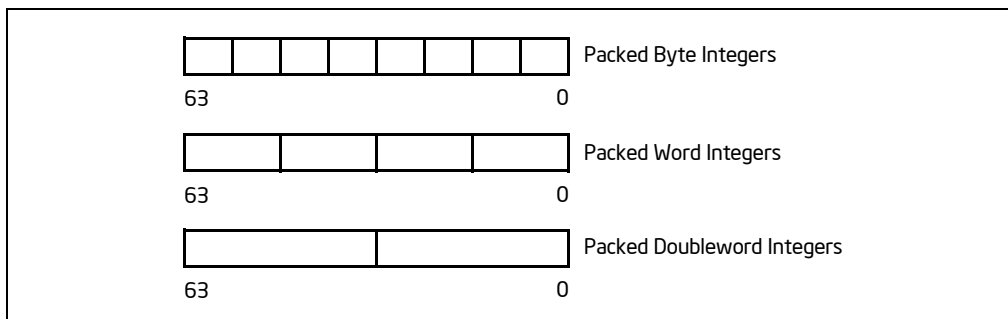 Packed Byte Integers
63 0
Packed Word Integers
63 0
Packed Doubleword Integers
63 0